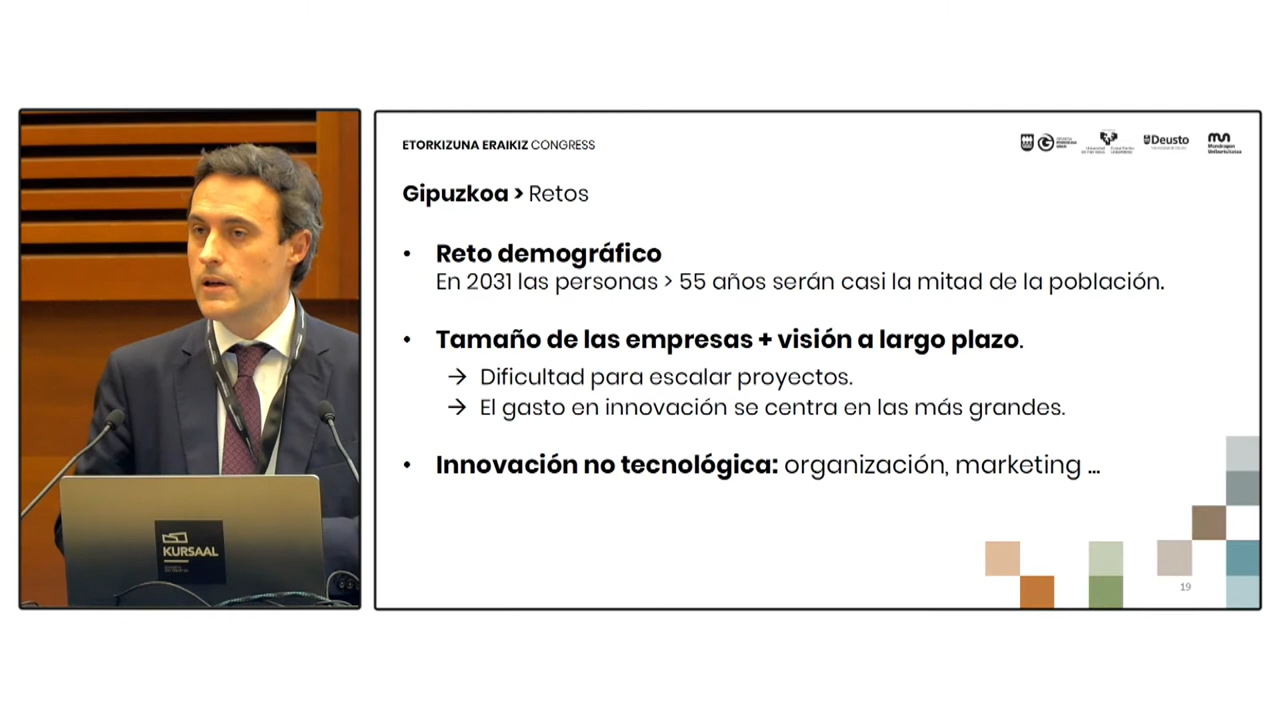 KURSAAL
ETORKIZUNA ERAIKIZ CONGRESS
Deusto
Mondragon
Unibertsitatea
Gipuzkoa > Retos
• Reto demográfico
En 2031 las personas > 55 años serán casi la mitad de la población.
• Tamaño de las empresas + visión a largo plazo.
→ Dificultad para escalar proyectos.
→ El gasto en innovación se centra en las más grandes.
• Innovación no tecnológica: organización, marketing ...
19